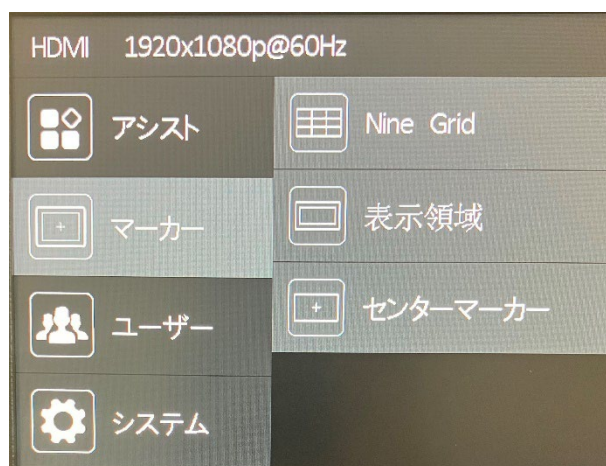 HDMI 1920x1080p@60Hz
アシスト
マーカー
ユーザー
システム
Nine Grid
表示領域
センターマーカー